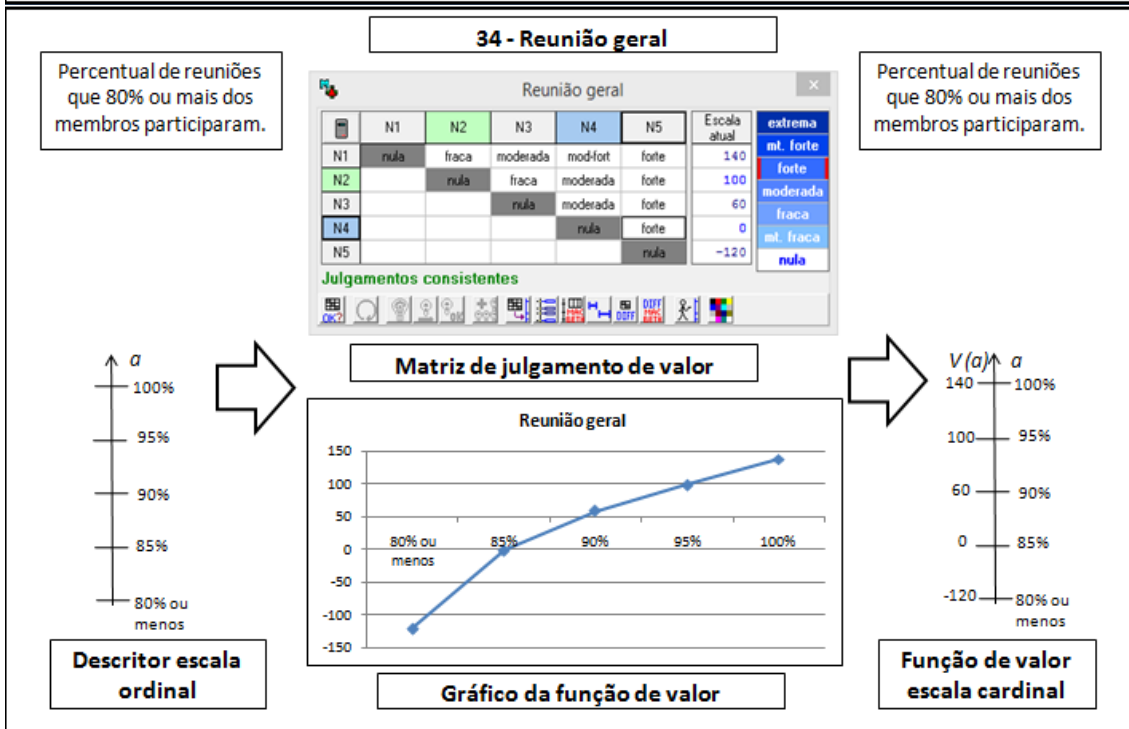 34 - Reunião geral
Percentual de reuniões
que 80% ou mais dos
membros participaram.
Reunião geral
N1 N2 N3 N4 N5 Escala atual
N1 nula fraca moderada mod-fort forte 140
N2 nula fraca moderada forte 100
N3 nula moderada forte 60
N4 nula forte 0
N5 nula -120
extrema
mt. forte
forte
moderada
fraca
mt. fraca
nula
Julgamentos consistentes
OK? OK DIFF DIFF
Percentual de reuniões
que 80% ou mais dos
membros participaram.
a
100%
95%
90%
85%
80% ou
menos
Descritor escala
ordinal
Matriz de julgamento de valor
Reunião geral
150
100
50
0
-50
-100
-150
80% ou
menos
85% 90% 95% 100%
Gráfico da função de valor
V (a) a
140 100%
100 95%
60 90%
0 85%
-120 80% ou
menos
Função de valor
escala cardinal